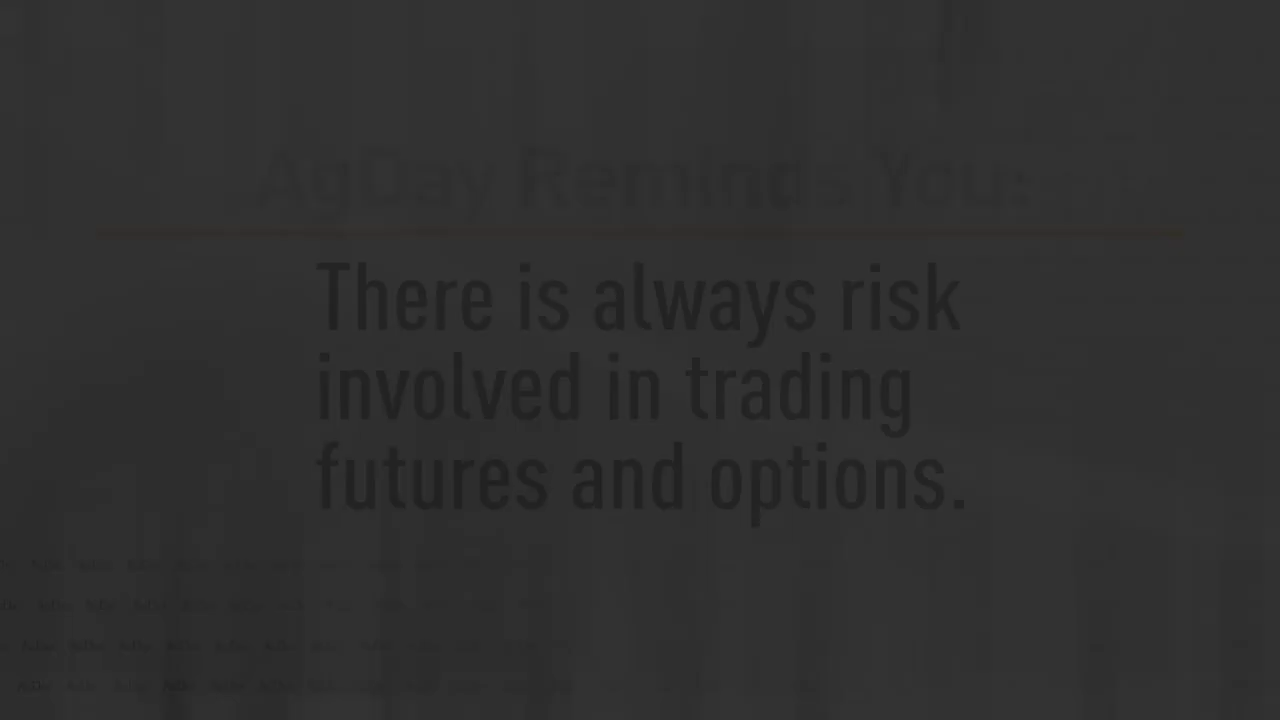 AgDay Reminds You:
There is always risk
involved in trading
futures and options.